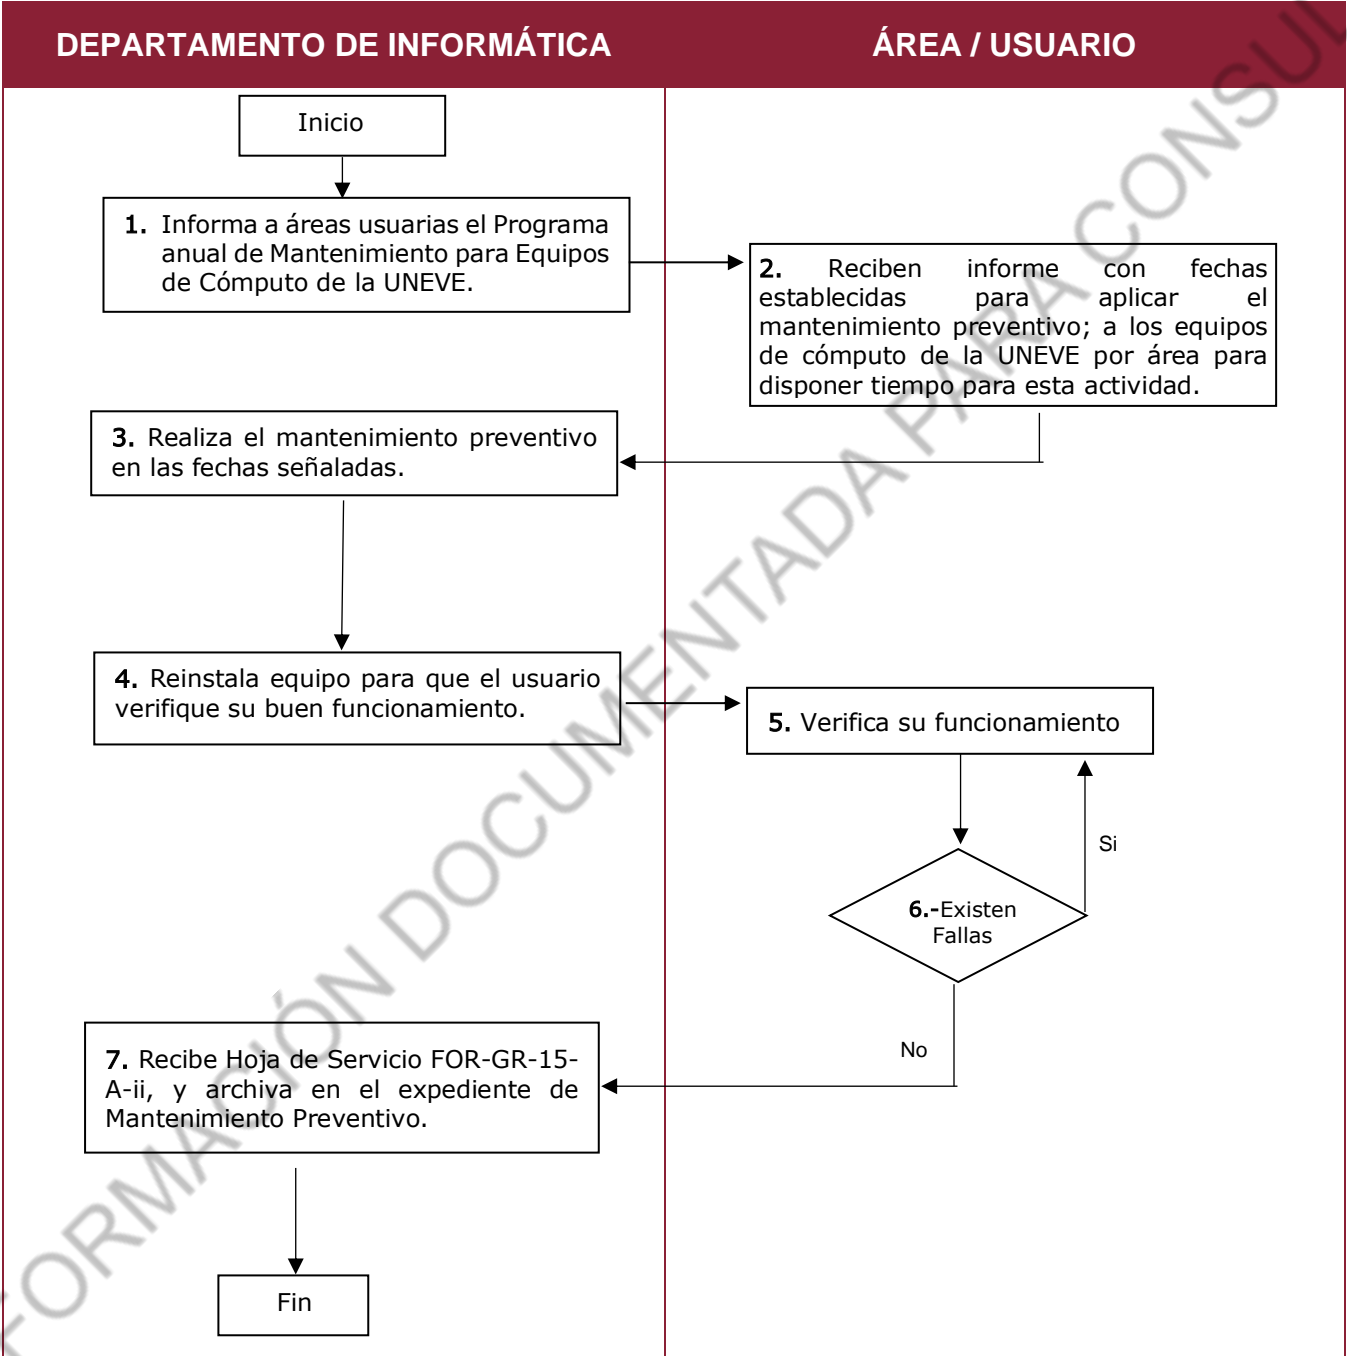 DEPARTAMENTO DE INFORMÁTICA
ÁREA / USUARIO
Inicio
1. Informa a áreas usuarias el Programa
anual de Mantenimiento para Equipos
de Cómputo de la UNEVE.
2. Reciben informe con fechas
establecidas para aplicar el
mantenimiento preventivo; a los equipos
de cómputo de la UNEVE por área para
disponer tiempo para esta actividad.
3. Realiza el mantenimiento preventivo
en las fechas señaladas.
4. Reinstala equipo para que el usuario
verifique su buen funcionamiento.
5. Verifica su funcionamiento
Si
6.-Existen
Fallas
No
7. Recibe Hoja de Servicio FOR-GR-15-
A-ii, y archiva en el expediente de
Mantenimiento Preventivo.
Fin
FORMACIÓN DOCUMENTADA PARA CONSUL